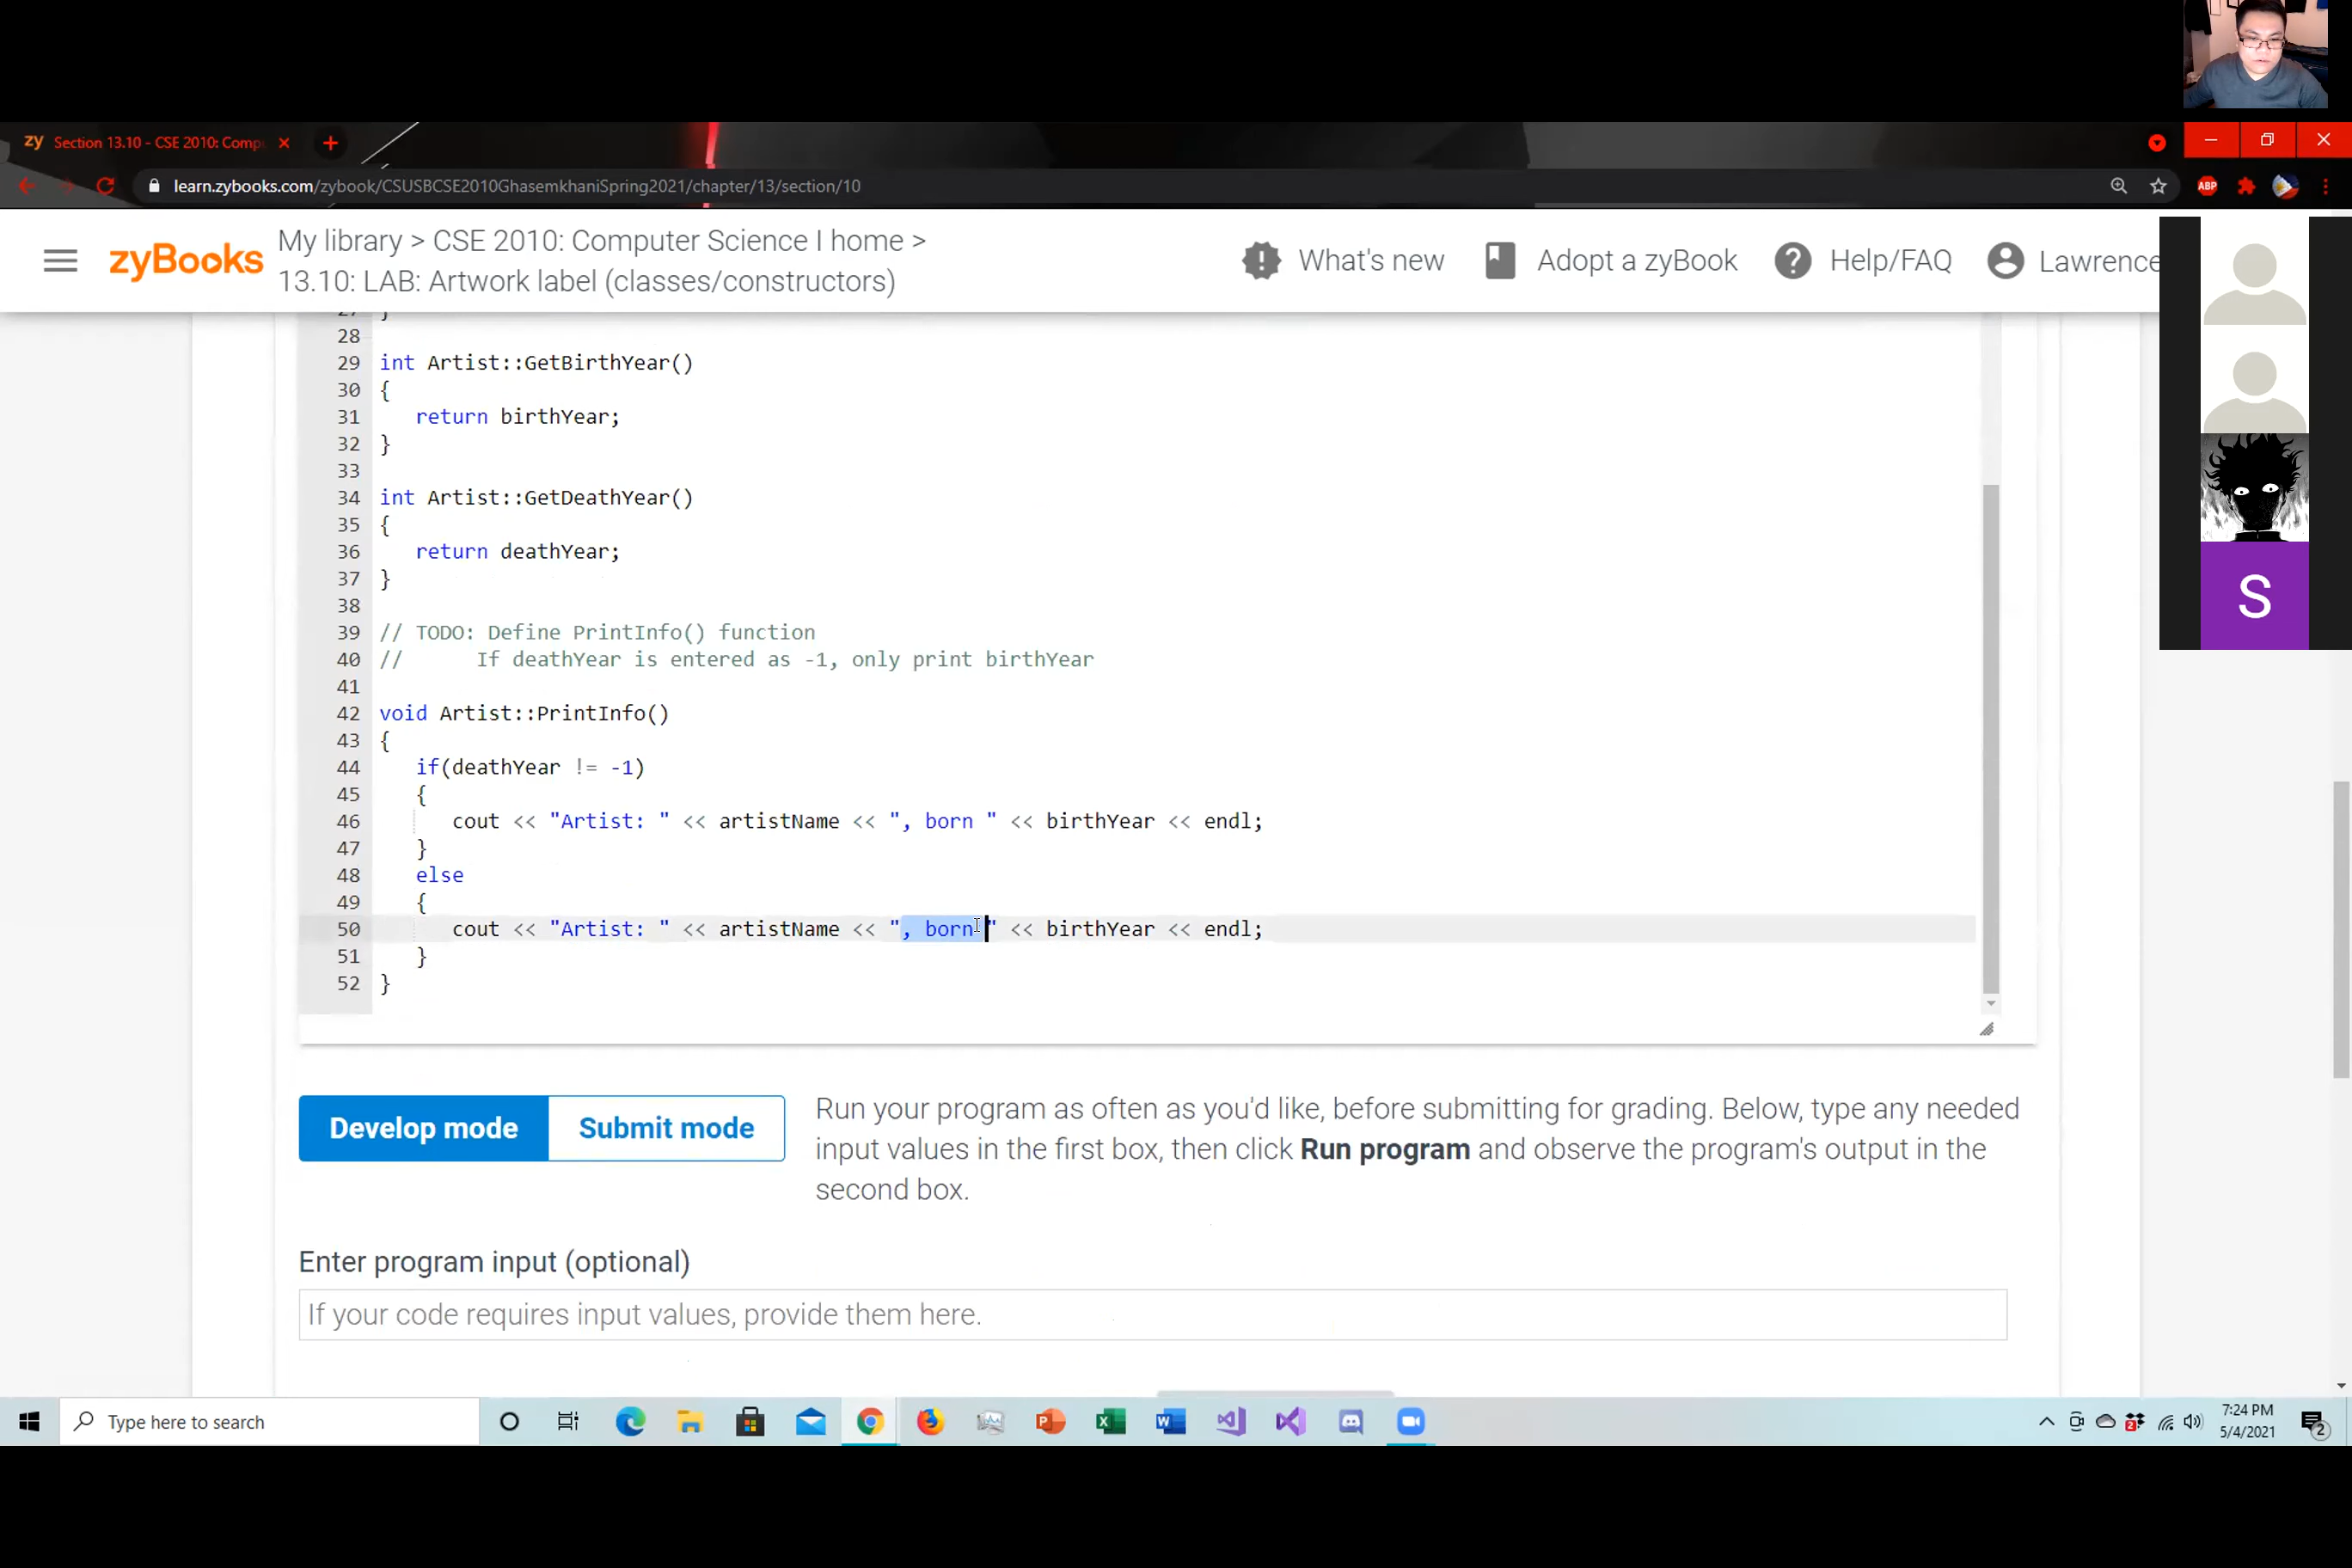 zy Section 13.10 - CSE 2010: Comp
learn.zybooks.com/zybook/CSUSBCSE2010GhasemkhaniSpring2021/chapter/13/section/10
ABP
zyBooks
My library > CSE 2010: Computer Science I home >
13.10: LAB: Artwork label (classes/constructors)
What's new
Adopt a zyBook
Help/FAQ
Lawrence
27 }
28
29 int Artist::GetBirthYear()
30 {
31 return birthYear;
32 }
33
34 int Artist::GetDeathYear()
35 {
36 return deathYear;
37 }
38
39 // TODO: Define PrintInfo() function
40 // If deathYear is entered as -1, only print birthYear
41
42 void Artist::PrintInfo()
43 {
44 if(deathYear != -1)
45 {
46 cout << "Artist: " << artistName << ", born " << birthYear << endl;
47 }
48 else
49 {
50 cout << "Artist: " << artistName << ", born " << birthYear << endl;
51 }
52 }
S
Develop mode
Submit mode
Run your program as often as you'd like, before submitting for grading. Below, type any needed
input values in the first box, then click Run program and observe the program's output in the
second box.
Enter program input (optional)
If your code requires input values, provide them here.
Type here to search
7:24 PM
5/4/2021
2